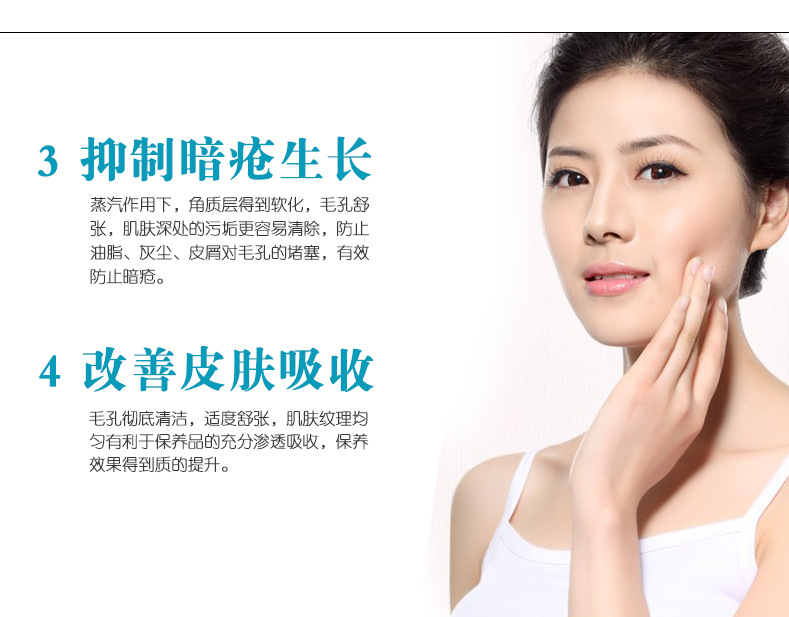 3 抑制暗疮生长
蒸汽作用下，角质层得到软化，毛孔舒
张，肌肤深处的污垢更容易清除，防止
油脂、灰尘、皮屑对毛孔的堵塞，有效
防止暗疮。
4 改善皮肤吸收
毛孔彻底清洁，适度舒张，肌肤纹理均
匀有利于保养品的充分渗透吸收，保养
效果得到质的提升。